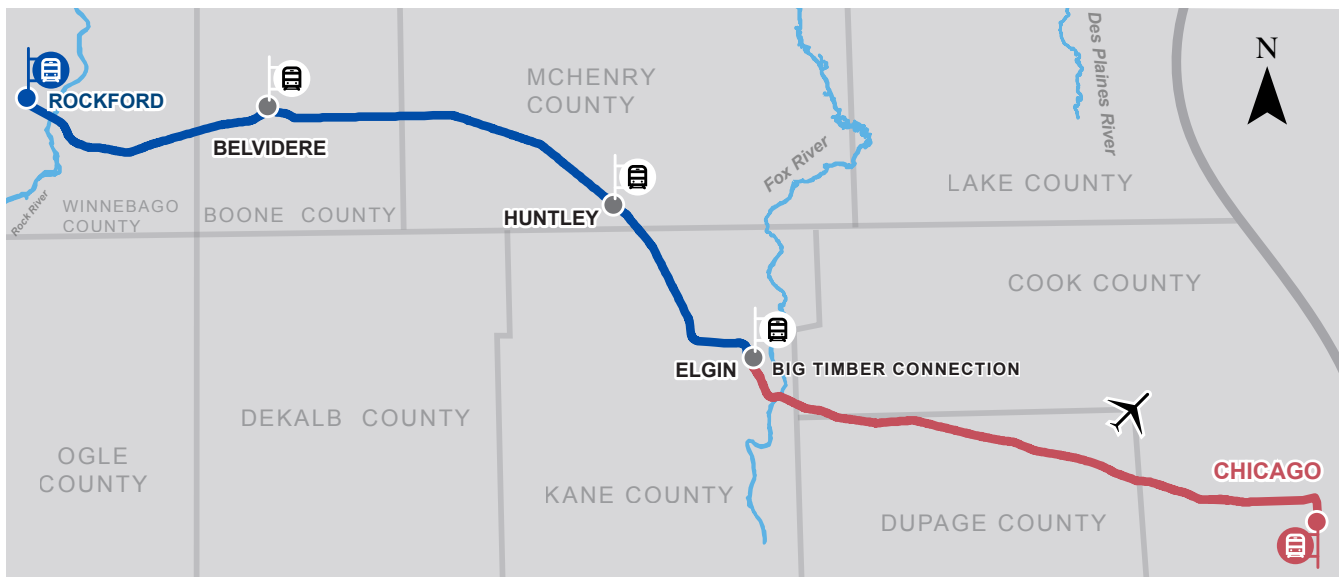 N
Des Plaines River
MCHENRY
COUNTY
ROCKFORD
BELVIDERE
Fox River
LAKE COUNTY
Rock River
WINNEBAGO
COUNTY
BOONE COUNTY
HUNTLEY
COOK COUNTY
ELGIN
BIG TIMBER CONNECTION
DEKALB COUNTY
OGLE
COUNTY
CHICAGO
KANE COUNTY
DUPAGE COUNTY